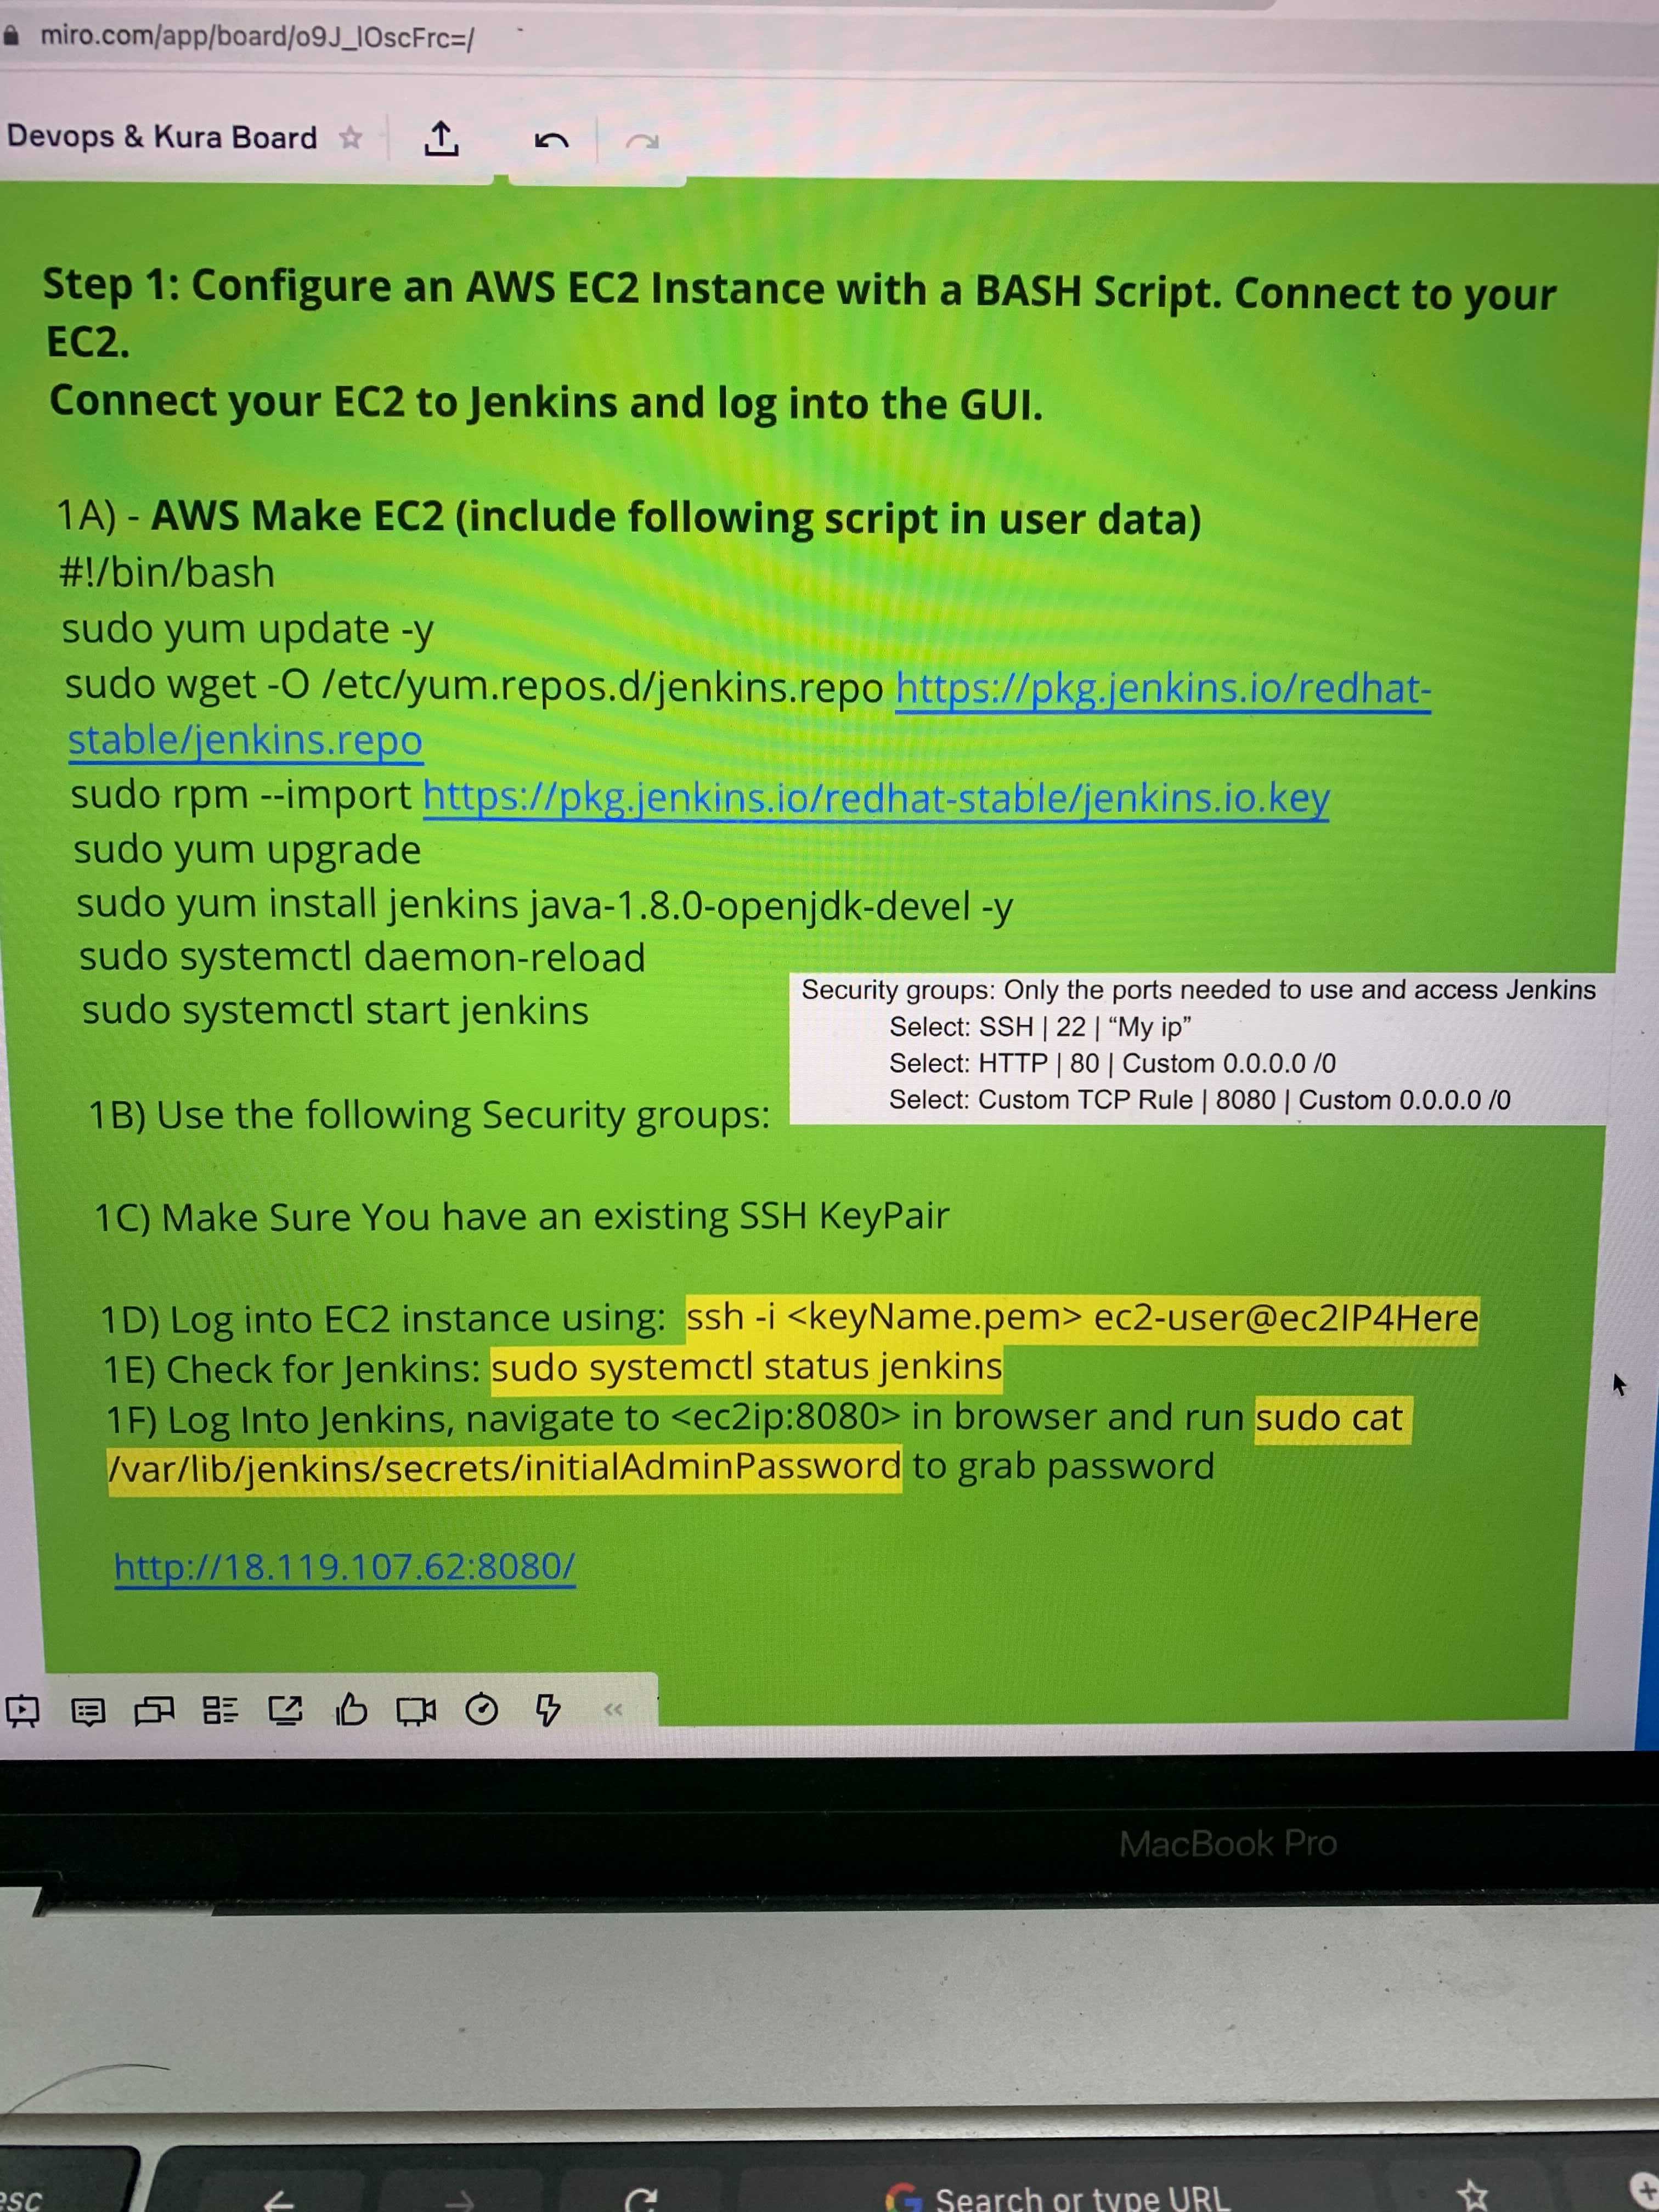 miro.com/app/board/o9J_lOscFrc=/
Devops & Kura Board
Step 1: Configure an AWS EC2 Instance with a BASH Script. Connect to your
EC2.
Connect your EC2 to Jenkins and log into the GUI.
1A) - AWS Make EC2 (include following script in user data)
#!/bin/bash
sudo yum update -y
sudo wget -O /etc/yum.repos.d/jenkins.repo https://pkg.jenkins.io/redhat-
stable/jenkins.repo
sudo rpm --import https://pkg.jenkins.io/redhat-stable/jenkins.io.key
sudo yum upgrade
sudo yum install jenkins java-1.8.0-openjdk-devel -y
sudo systemctl daemon-reload
sudo systemctl start jenkins
1B) Use the following Security groups:
Security groups: Only the ports needed to use and access Jenkins
Select: SSH | 22 | “My ip”
Select: HTTP | 80 | Custom 0.0.0.0 /0
Select: Custom TCP Rule | 8080 | Custom 0.0.0.0 /0
1C) Make Sure You have an existing SSH KeyPair
1D) Log into EC2 instance using: ssh -i <keyName.pem> ec2-user@ec2IP4Here
1E) Check for Jenkins: sudo systemctl status jenkins
1F) Log Into Jenkins, navigate to <ec2ip:8080> in browser and run sudo cat
/var/lib/jenkins/secrets/initialAdminPassword to grab password
http://18.119.107.62:8080/
MacBook Pro
esc
Search or type URL